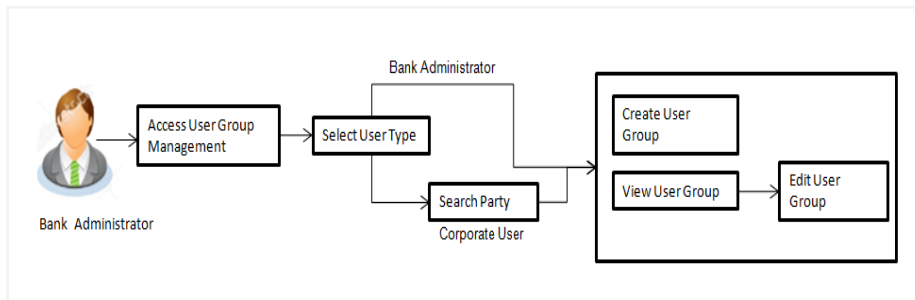 Bank Administrator
Access User Group
Management
Select User Type
Create User
Group
View User Group
Edit User
Group
Search Party
Corporate User
Bank Administrator